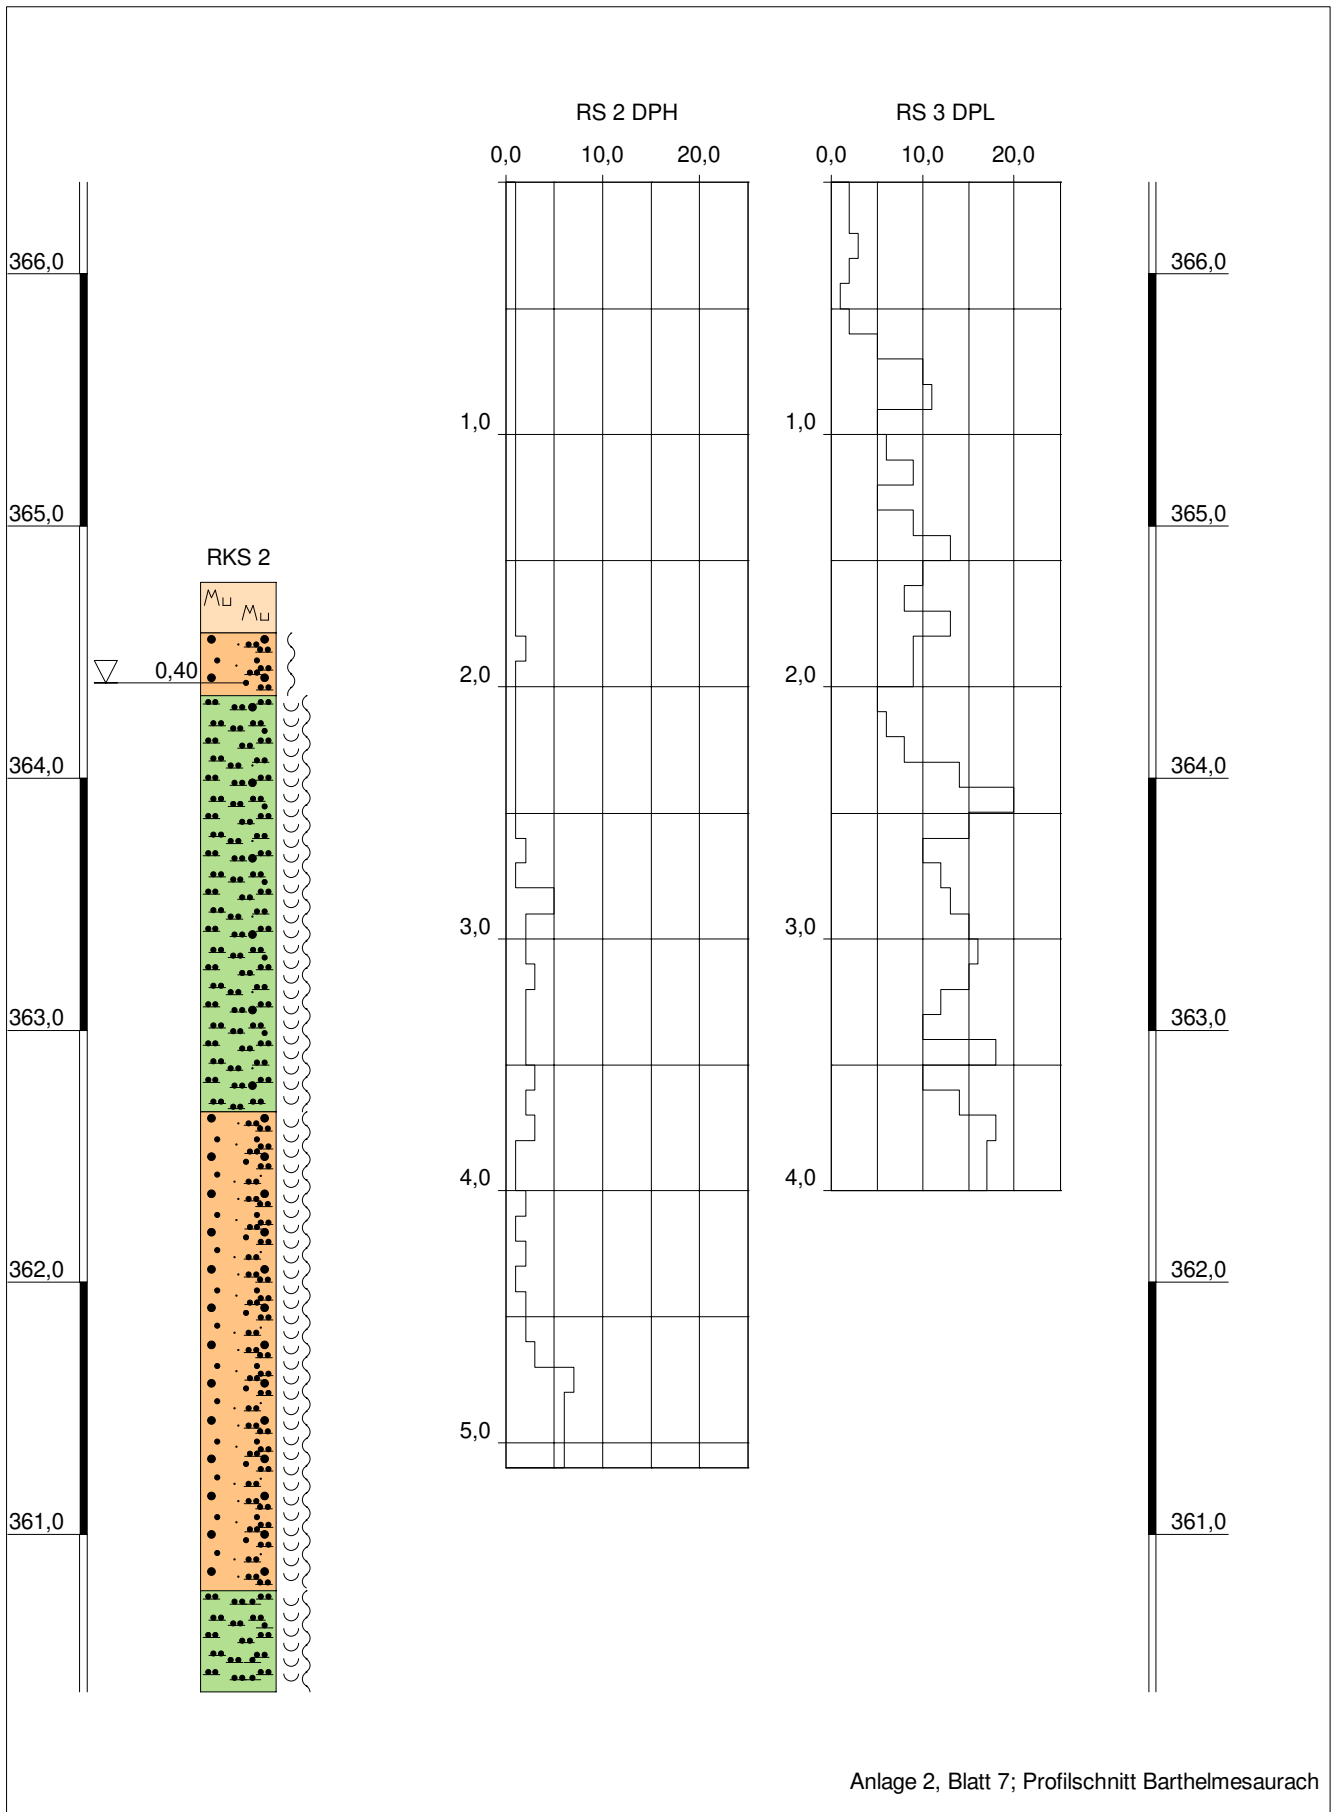 RS 2 DPH RS 3 DPL
0,0 10,0 20,0 0,0 10,0 20,0
366,0 366,0
1,0 1,0
365,0 365,0
RKS 2
Mu
Mu
0,40 2,0 2,0
364,0 364,0
3,0 3,0
363,0 363,0
4,0 4,0
362,0 362,0
5,0
361,0 361,0
Anlage 2, Blatt 7; Profilschnitt Barthelmesaurach